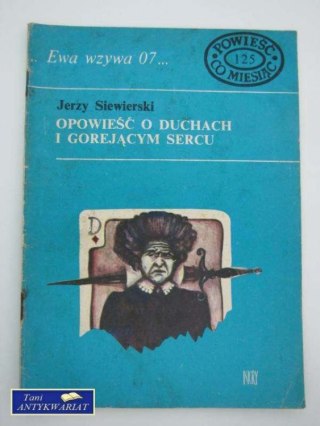 Ewa wzywa 07...
POWIEŚĆ
125
CO MIESIĄC
Jerzy Siewierski
OPOWIEŚĆ O DUCHACH
I GOREJĄCYM SERCU
D
Tani
ANTYKWARIAT